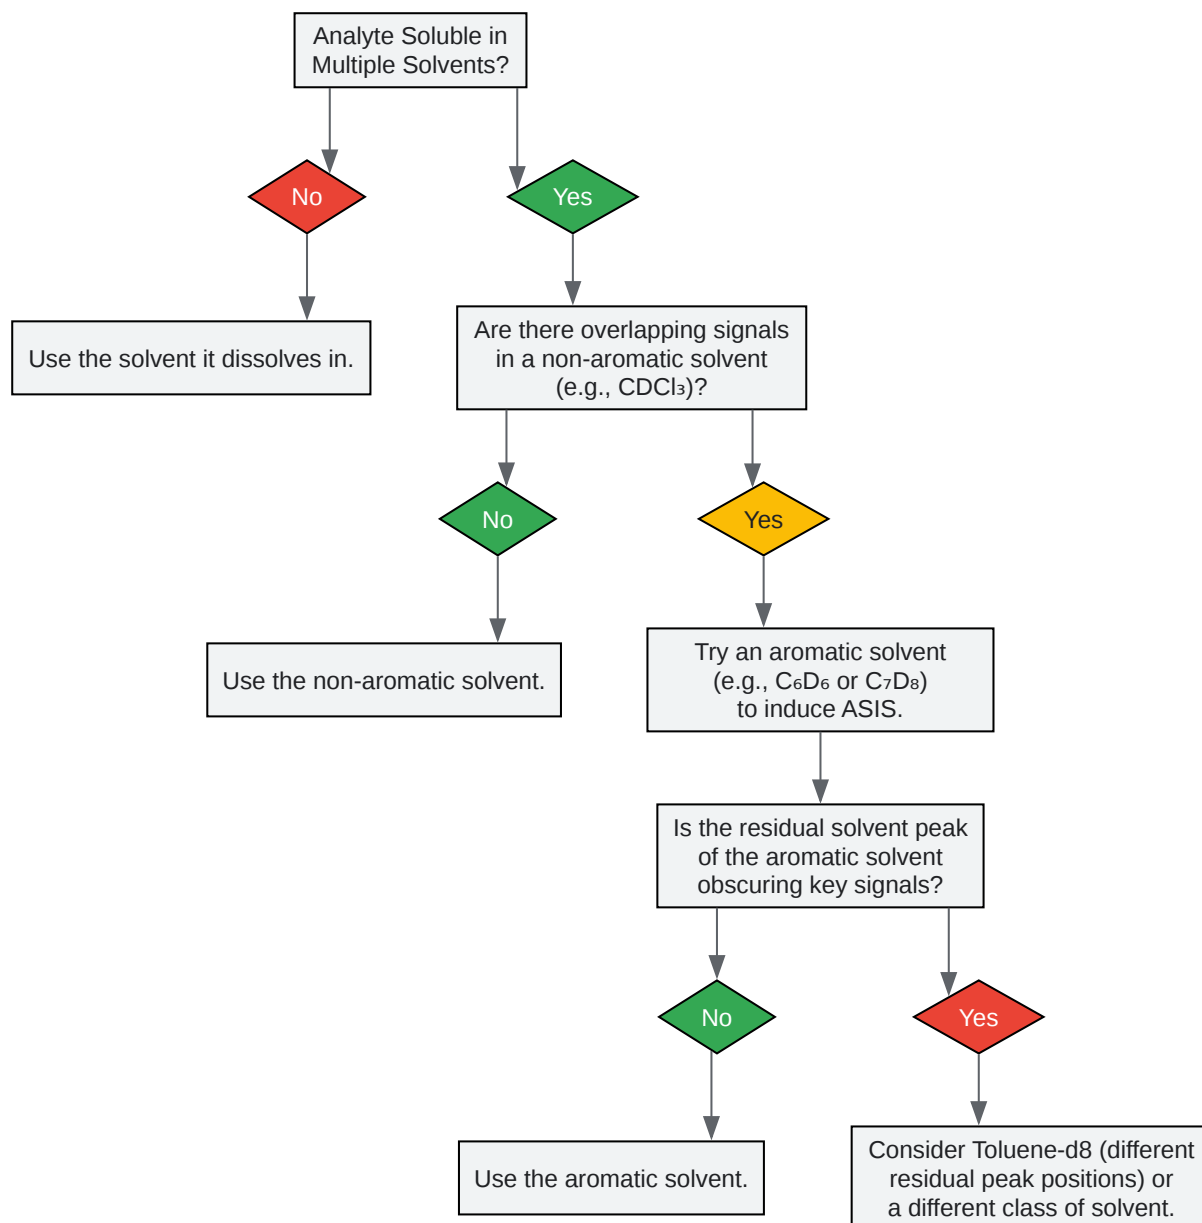 Analyte Soluble in
Multiple Solvents?
No
Yes
Use the solvent it dissolves in.
Are there overlapping signals
in a non-aromatic solvent
(e.g., CDCl₃)?
No
Yes
Use the non-aromatic solvent.
Try an aromatic solvent
(e.g., C₆D₆ or C₇D₈)
to induce ASIS.
Is the residual solvent peak
of the aromatic solvent
obscuring key signals?
No
Yes
Use the aromatic solvent.
Consider Toluene-d8 (different
residual peak positions) or
a different class of solvent.